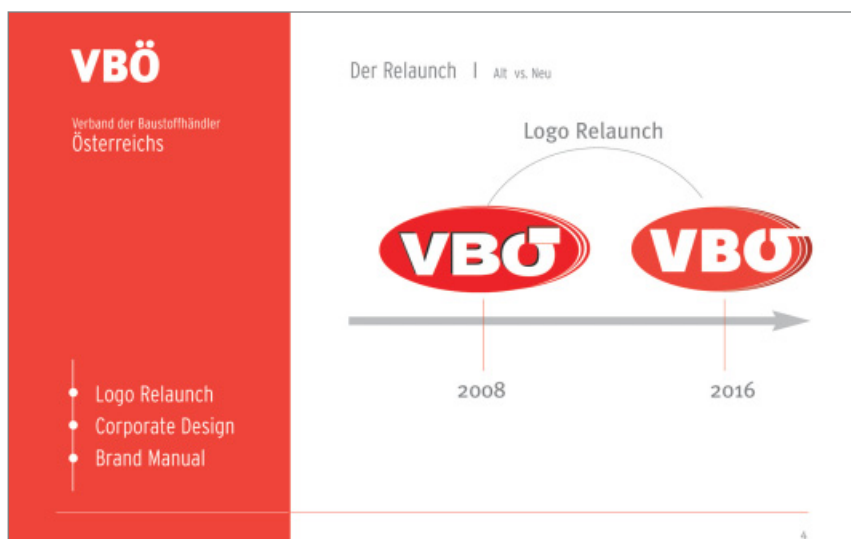 VBÖ
Verband der Baustoffhändler
Österreichs
Logo Relaunch
Corporate Design
Brand Manual
Der Relaunch | Alt vs. Neu
Logo Relaunch
VBÖ VBÖ
2008 2016
4